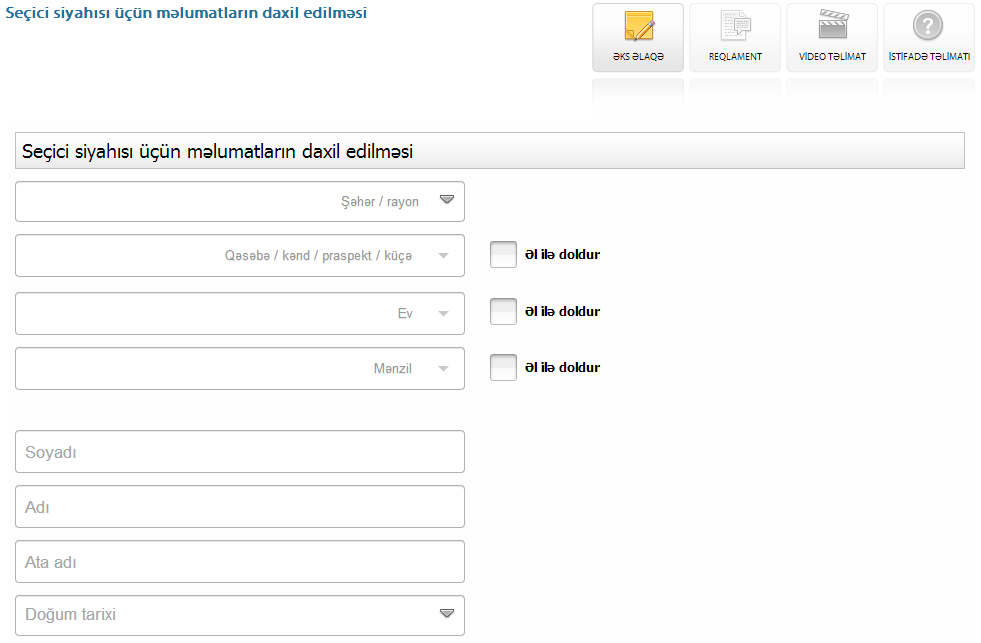 Seçici siyahısı üçün məlumatların daxil edilməsi
ƏKS ƏLAQƏ
REQLAMENT
VİDEO TƏLİMAT
İSTİFADƏ TƏLİMATI
Seçici siyahısı üçün məlumatların daxil edilməsi
Şəhər / rayon
Qəsəbə / kənd / praspekt / küçə
Əl ilə doldur
Ev
Əl ilə doldur
Mənzil
Əl ilə doldur
Soyadı
Adı
Ata adı
Doğum tarixi